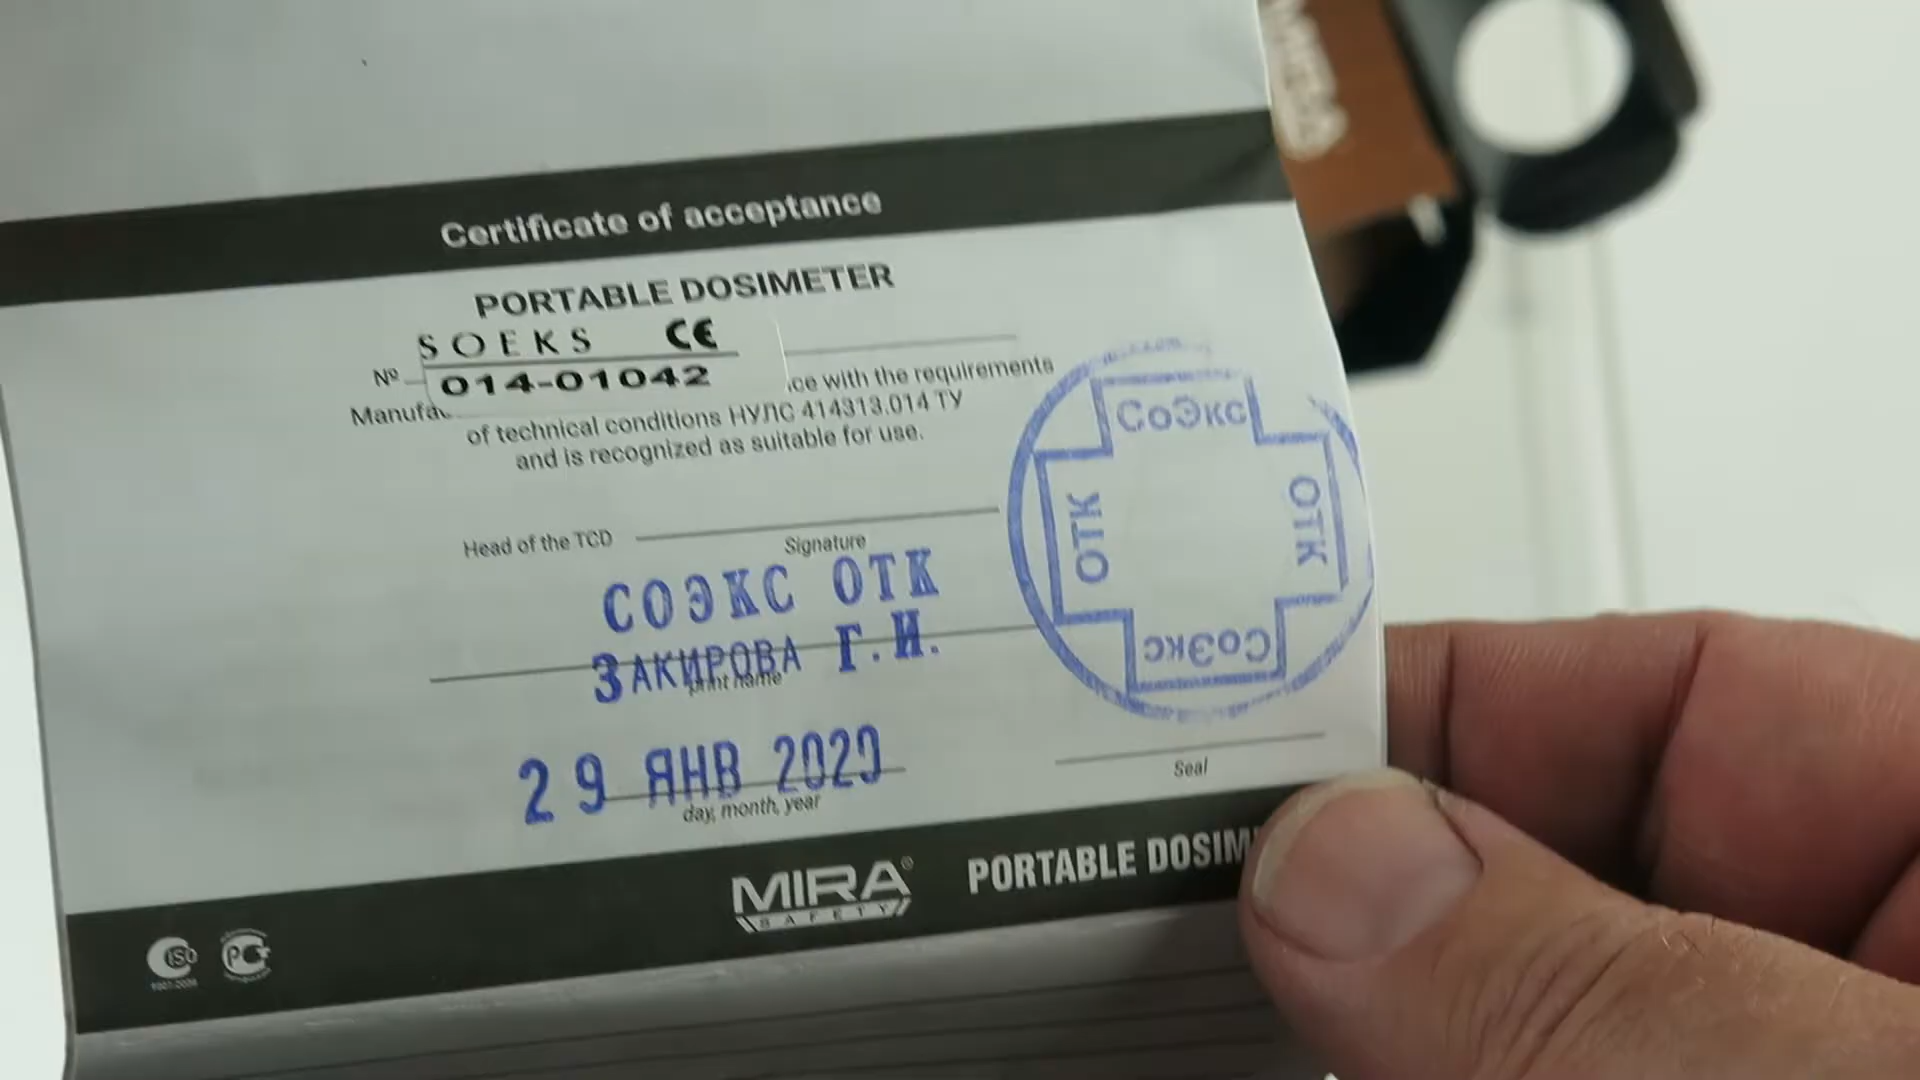 Certificate of acceptance
PORTABLE DOSIMETER
SOEKS CE
№ 014-01042
ce with the requirements
of technical conditions НУЛС 414313.014 ТУ
and is recognized as suitable for use.
Head of the TCD
Signature
СОЭКС ОТК
ЗАКИРОВА Г.И.
print name
29 ЯНВ 2020
day, month, year
СоЭкс
ОТК
ОТК
СоЭкс
Seal
MIRA®
SAFETY
PORTABLE DOSIM
ISO
РСТ